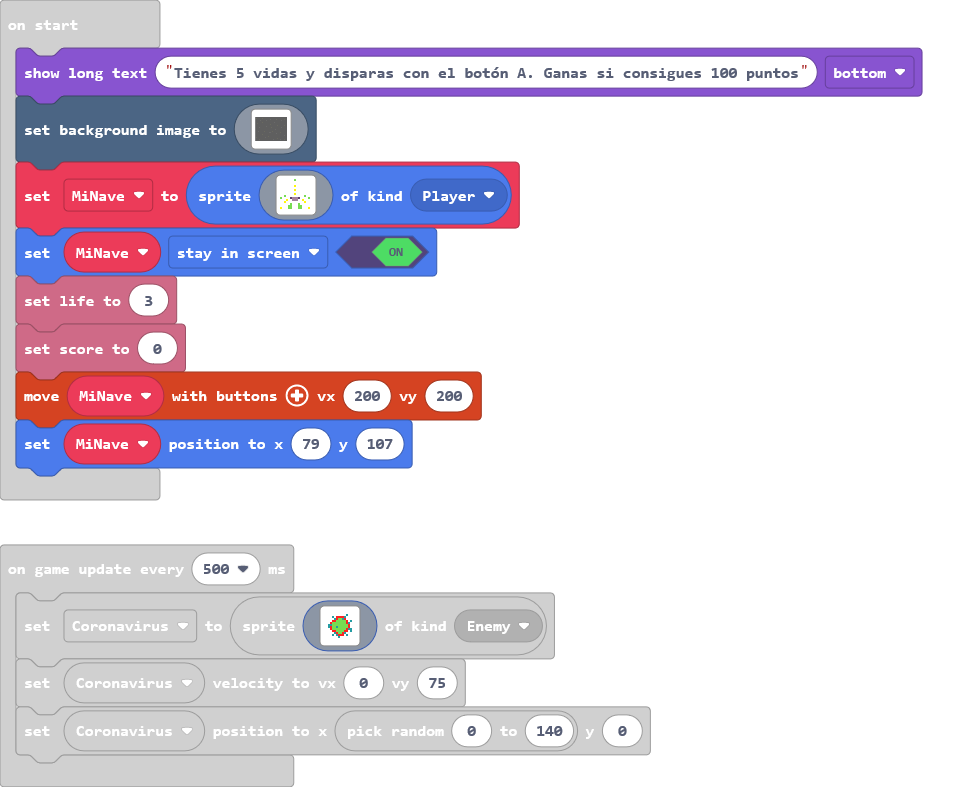 on start
show long text "Tienes 5 vidas y disparas con el botón A. Ganas si consigues 100 puntos" bottom
set background image to
set MiNave to sprite of kind Player
set MiNave stay in screen ON
set life to 3
set score to 0
move MiNave with buttons + vx 200 vy 200
set MiNave position to x 79 y 107
on game update every 500 ms
set Coronavirus to sprite of kind Enemy
set Coronavirus velocity to vx 0 vy 75
set Coronavirus position to x pick random 0 to 140 y 0